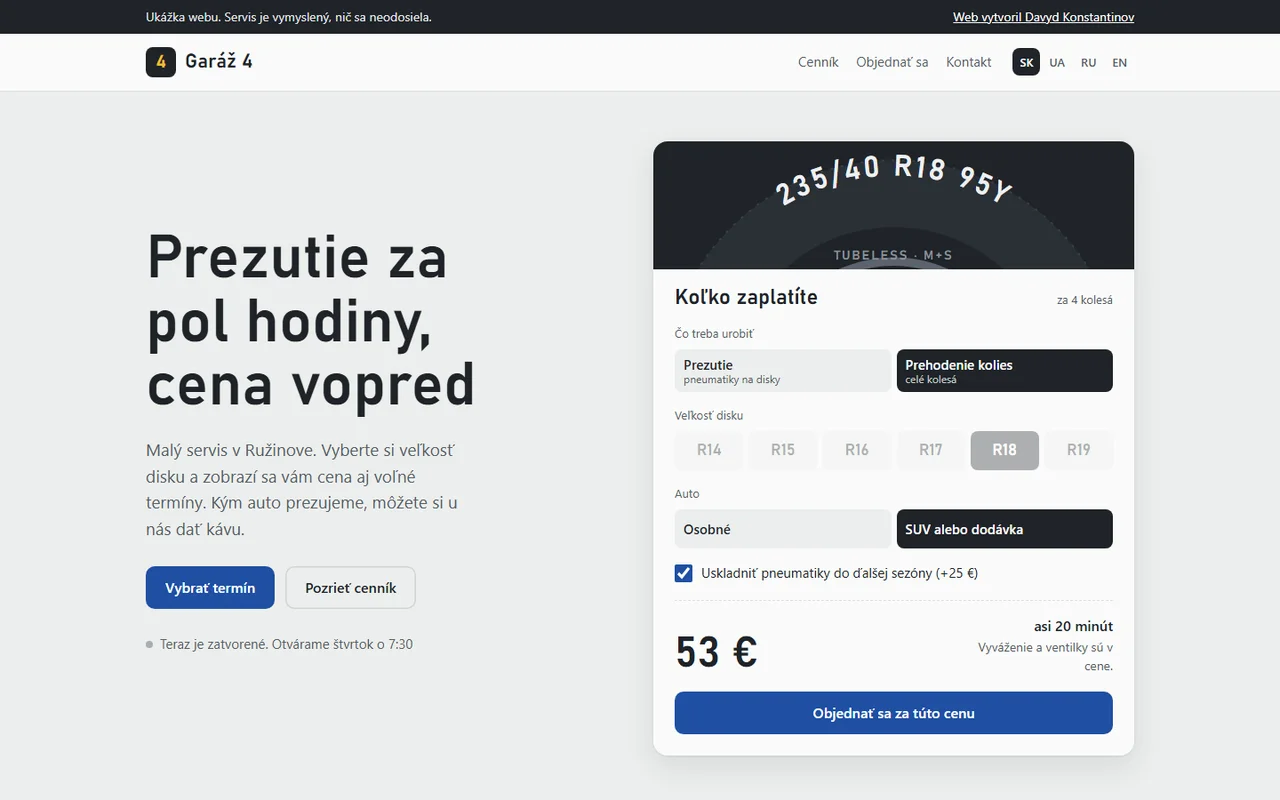 Ukážka webu. Servis je vymyslený, nič sa neodosiela.
Web vytvoril Davyd Konstantinov
4 Garáž 4
Cenník Objednať sa Kontakt SK UA RU EN
Prezutie za
pol hodiny,
cena vopred
Malý servis v Ružinove. Vyberte si veľkosť
disku a zobrazí sa vám cena aj voľné
termíny. Kým auto prezujeme, môžete si u
nás dať kávu.
Vybrať termín Pozrieť cenník
Teraz je zatvorené. Otvárame štvrtok o 7:30
235/40 R18 95Y
TUBELESS · M+S
Koľko zaplatíte
za 4 kolesá
Čo treba urobiť
Prezutie
pneumatiky na disky
Prehodenie kolies
celé kolesá
Veľkosť disku
R14 R15 R16 R17 R18 R19
Auto
Osobné SUV alebo dodávka
Uskladniť pneumatiky do ďalšej sezóny (+25 €)
53 €
asi 20 minút
Vyváženie a ventilky sú v
cene.
Objednať sa za túto cenu